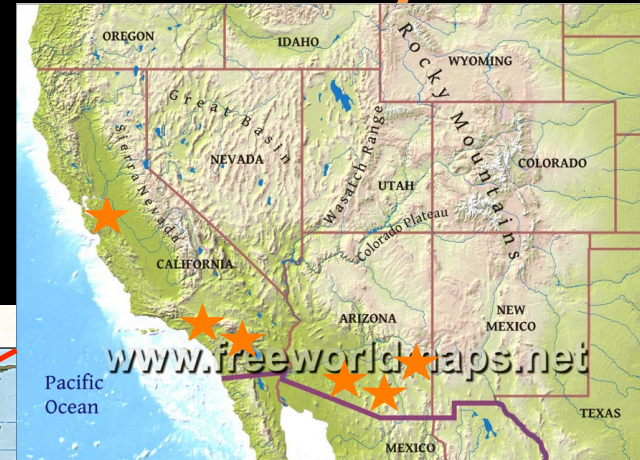 OREGON
IDAHO
WYOMING
Rocky Mountains
Great Basin
Sierra Nevada
NEVADA
Wasatch Range
UTAH
COLORADO
Colorado Plateau
CALIFORNIA
ARIZONA
NEW
MEXICO
www.freeworldmaps.net
Pacific
Ocean
TEXAS
MEXICO